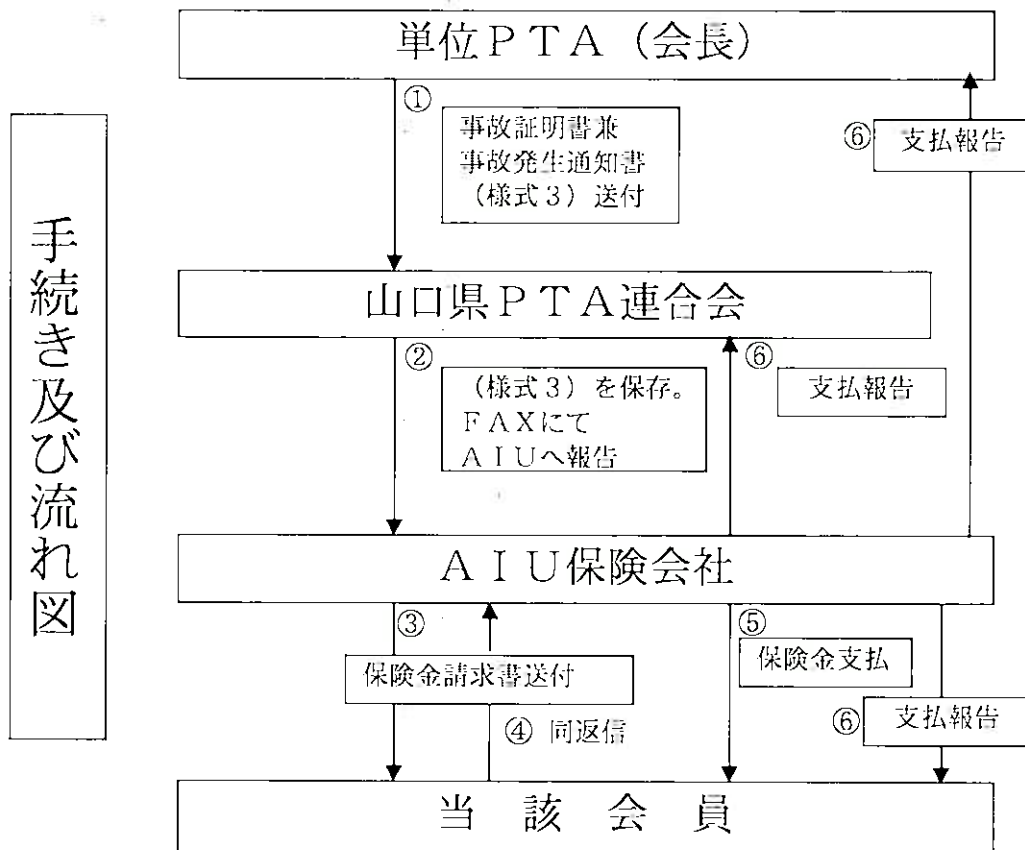 手続き及び流れ図
単位ＰＴＡ（会長）
①
事故証明書兼
事故発生通知書
（様式３）送付
⑥
支払報告
山口県ＰＴＡ連合会
②
（様式３）を保存。
ＦＡＸにて
ＡＩＵへ報告
⑥
支払報告
ＡＩＵ保険会社
③
保険金請求書送付
④ 同返信
⑤
保険金支払
⑥
支払報告
当該会員